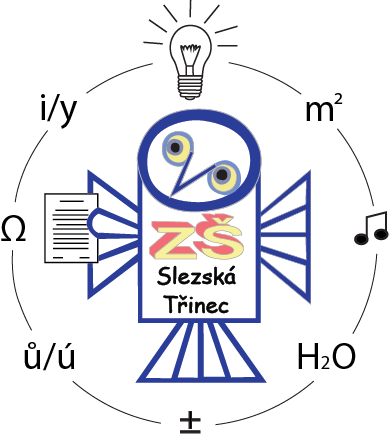 i/y
m²
Ω
ZŠ
Slezská
Třinec
ů/ú
H₂O
±